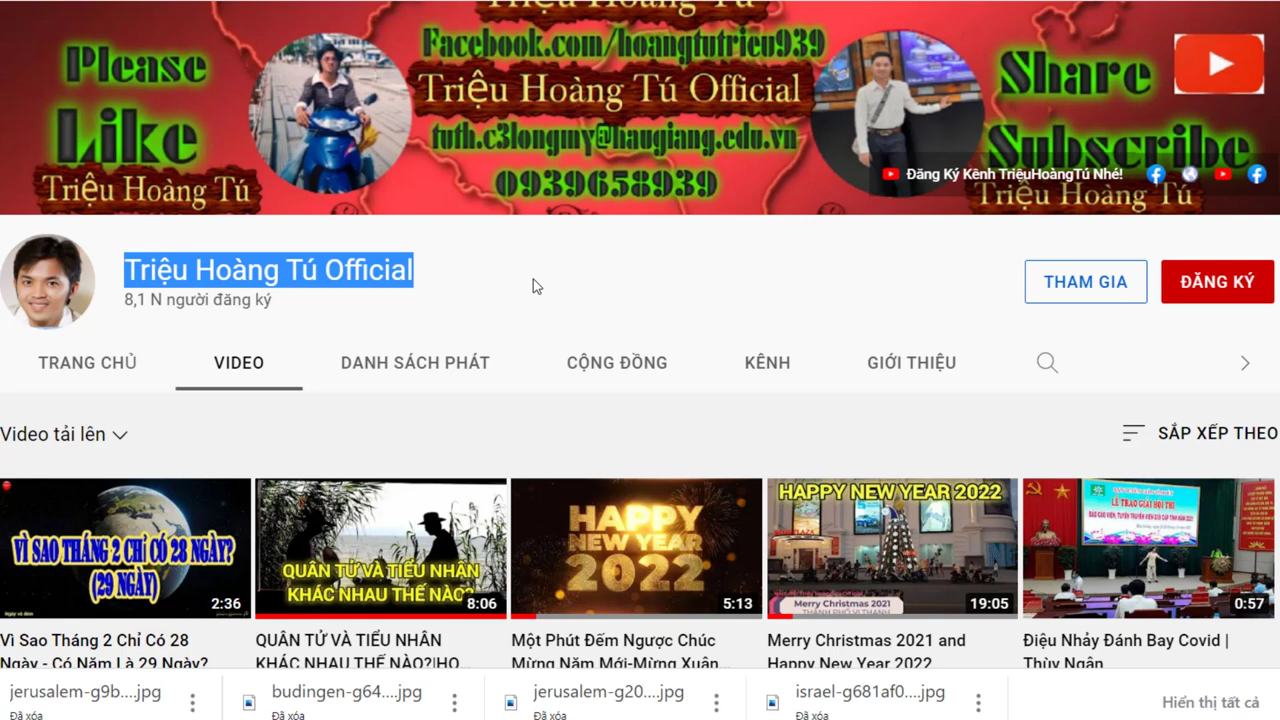 Triệu Hoàng Tú
Please
Like
Triệu Hoàng Tú
Facebook.com/hoangtutrieu939
Triệu Hoàng Tú Official
tuth.c3longmy@haugiang.edu.vn
0939658939
Share
Subscribe
Đăng Ký Kênh TriệuHoàngTú Nhé!
Triệu Hoàng Tú
Triệu Hoàng Tú Official
8,1 N người đăng ký
THAM GIA
ĐĂNG KÝ
TRANG CHỦ
VIDEO
DANH SÁCH PHÁT
CỘNG ĐỒNG
KÊNH
GIỚI THIỆU
Video tải lên
SẮP XẾP THEO
VÌ SAO THÁNG 2 CHỈ CÓ 28 NGÀY?
(29 NGÀY)
Ngày và đêm
2:36
QUÂN TỬ VÀ TIỂU NHÂN
KHÁC NHAU THẾ NÀO?
8:06
HAPPY
NEW YEAR
2022
5:13
HAPPY NEW YEAR 2022
Merry Christmas 2021
THÀNH PHỐ VỊ THANH
19:05
LỄ TRAO GIẢI HỘI THI
0:57
Vì Sao Tháng 2 Chỉ Có 28
Ngày - Có Năm Là 29 Ngày?
QUÂN TỬ VÀ TIỂU NHÂN
KHÁC NHAU THẾ NÀO?|HỌ...
Một Phút Đếm Ngược Chúc
Mừng Năm Mới-Mừng Xuân...
Merry Christmas 2021 and
Happy New Year 2022
Điệu Nhảy Đánh Bay Covid |
Thùy Ngân
jerusalem-g9b....jpg
Đã xóa
budingen-g64....jpg
Đã xóa
jerusalem-g20....jpg
Đã xóa
israel-g681af0....jpg
Đã xóa
Hiển thị tất cả